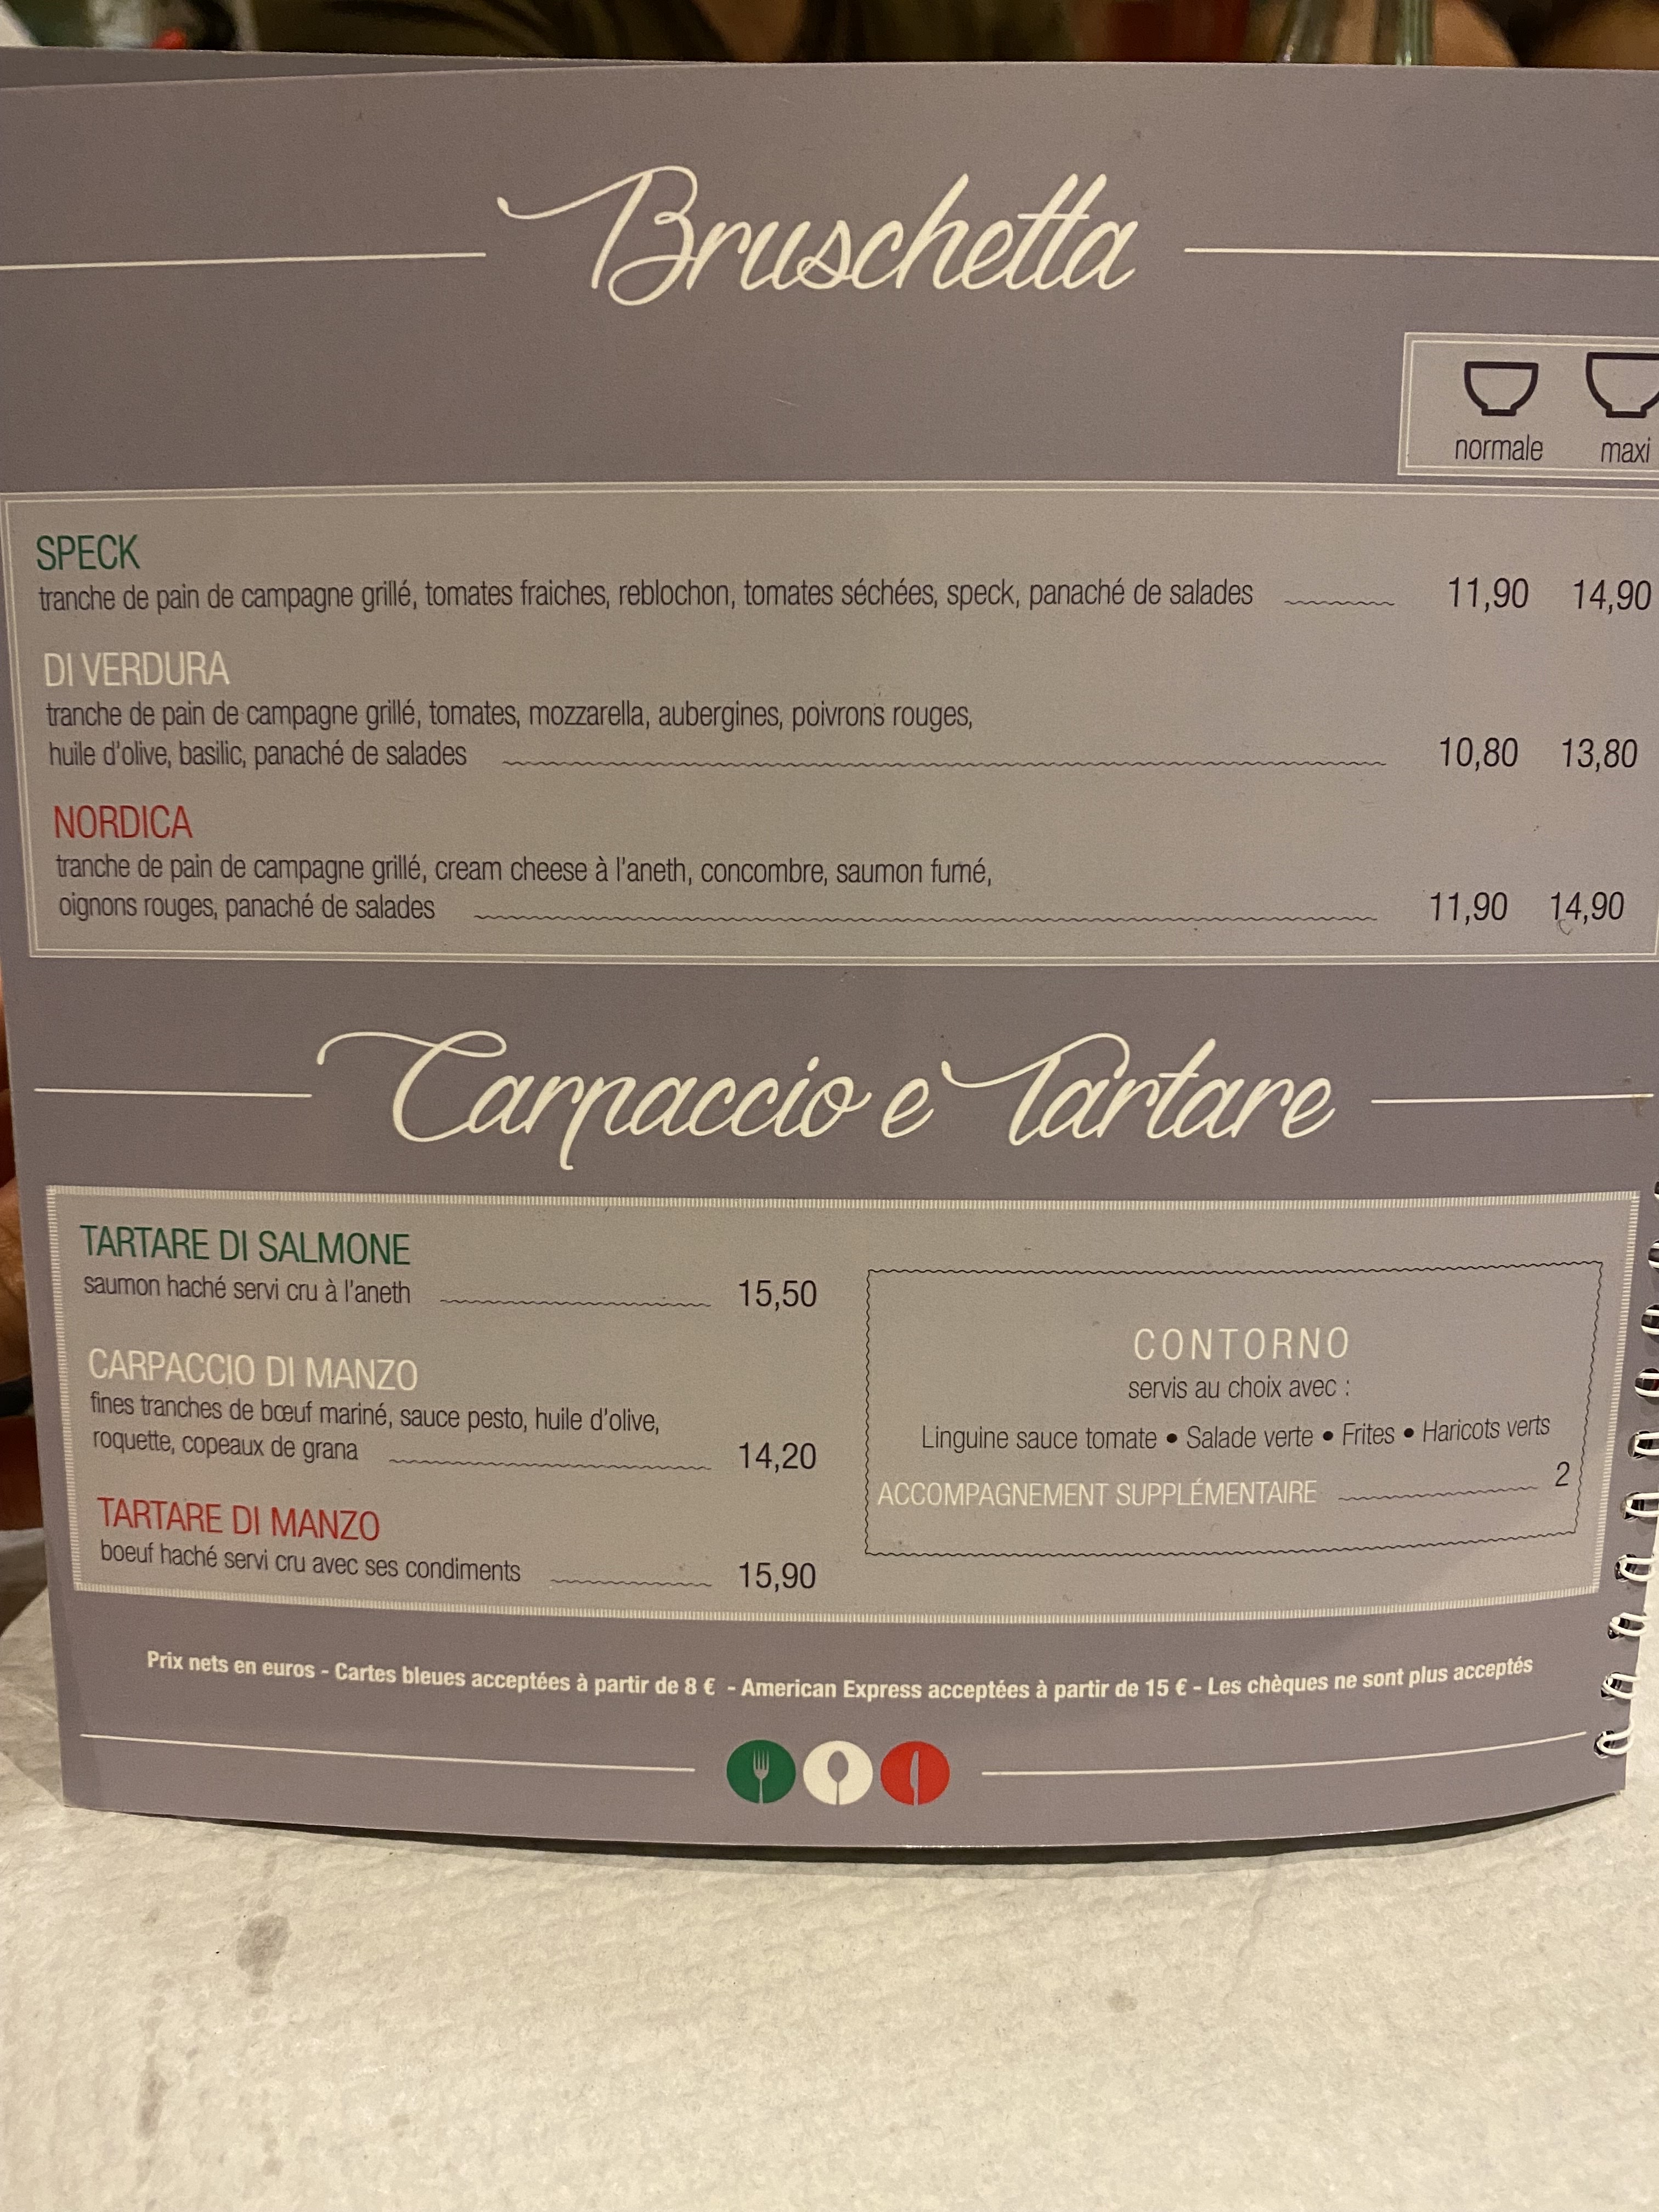 Bruschetta
normale maxi
SPECK
tranche de pain de campagne grillé, tomates fraiches, reblochon, tomates séchées, speck, panaché de salades 11,90 14,90
DI VERDURA
tranche de pain de campagne grillé, tomates, mozzarella, aubergines, poivrons rouges,
huile d'olive, basilic, panaché de salades 10,80 13,80
NORDICA
tranche de pain de campagne grillé, cream cheese à l'aneth, concombre, saumon fumé,
oignons rouges, panaché de salades 11,90 14,90
Carpaccio e Tartare
TARTARE DI SALMONE
saumon haché servi cru à l'aneth 15,50
CARPACCIO DI MANZO
fines tranches de bœuf mariné, sauce pesto, huile d'olive,
roquette, copeaux de grana 14,20
TARTARE DI MANZO
boeuf haché servi cru avec ses condiments 15,90
CONTORNO
servis au choix avec :
Linguine sauce tomate • Salade verte • Frites • Haricots verts
ACCOMPAGNEMENT SUPPLÉMENTAIRE 2
Prix nets en euros - Cartes bleues acceptées à partir de 8 € - American Express acceptées à partir de 15 € - Les chèques ne sont plus acceptés